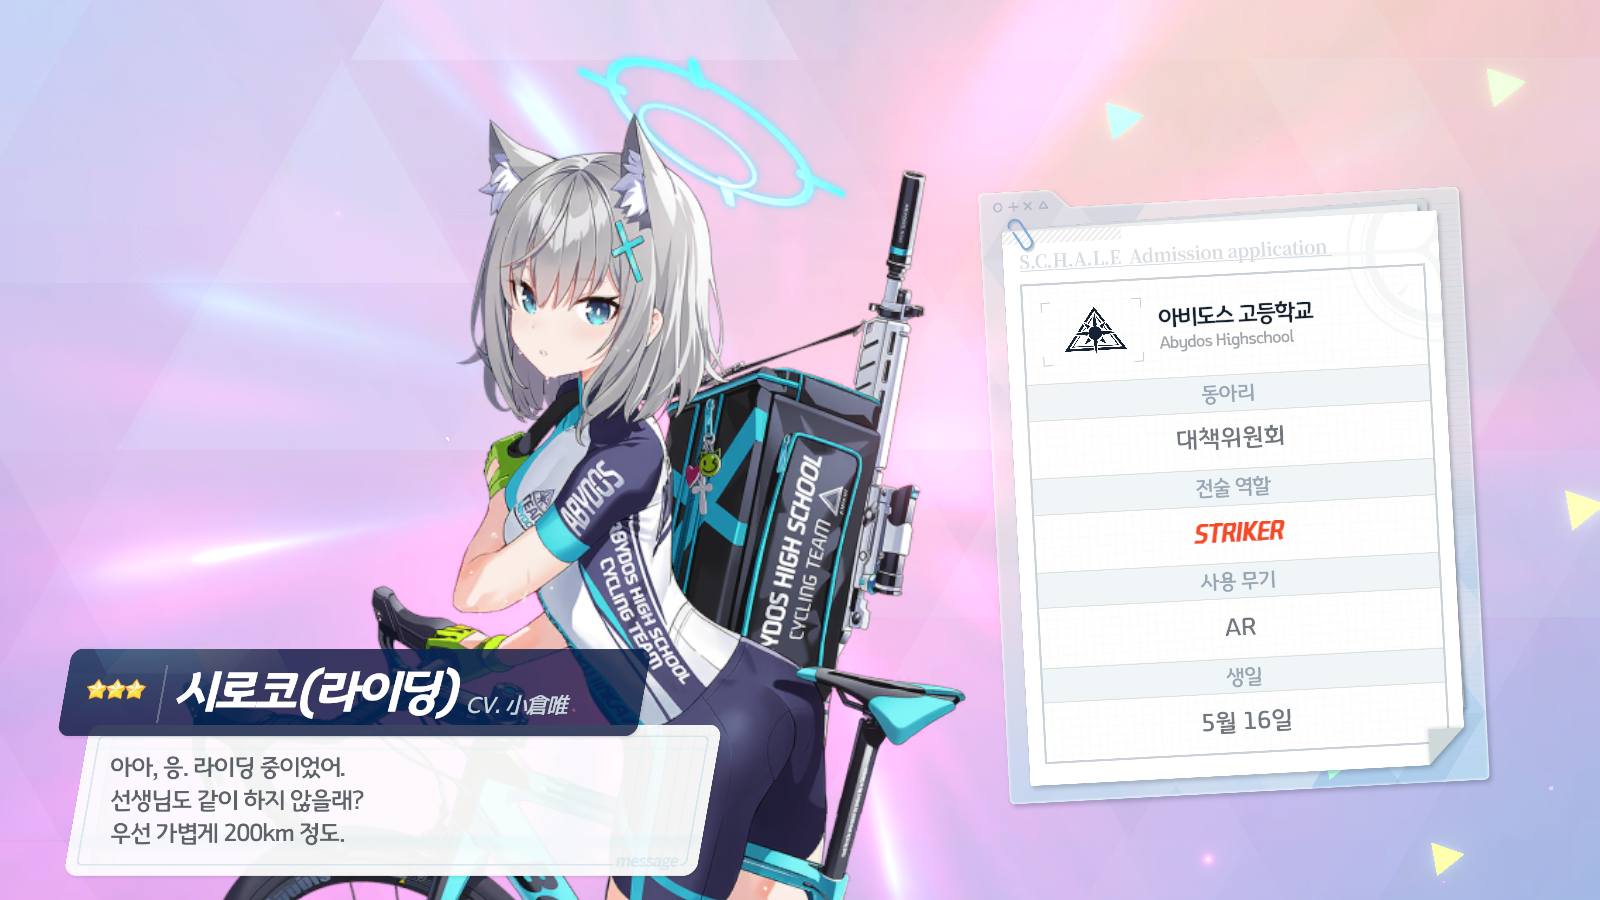 S.C.H.A.L.E Admission application
아비도스 고등학교
Abydos Highschool
동아리
대책위원회
전술 역할
STRIKER
사용 무기
AR
생일
5월 16일
ABYDOS
TEAM
ABYDOS HIGH SCHOOL
CYCLING TEAM
YDOS HIGH SCHOOL
CYCLING TEAM
시로코(라이딩) CV. 小倉唯
아아, 응. 라이딩 중이었어.
선생님도 같이 하지 않을래?
우선 가볍게 200km 정도.
message